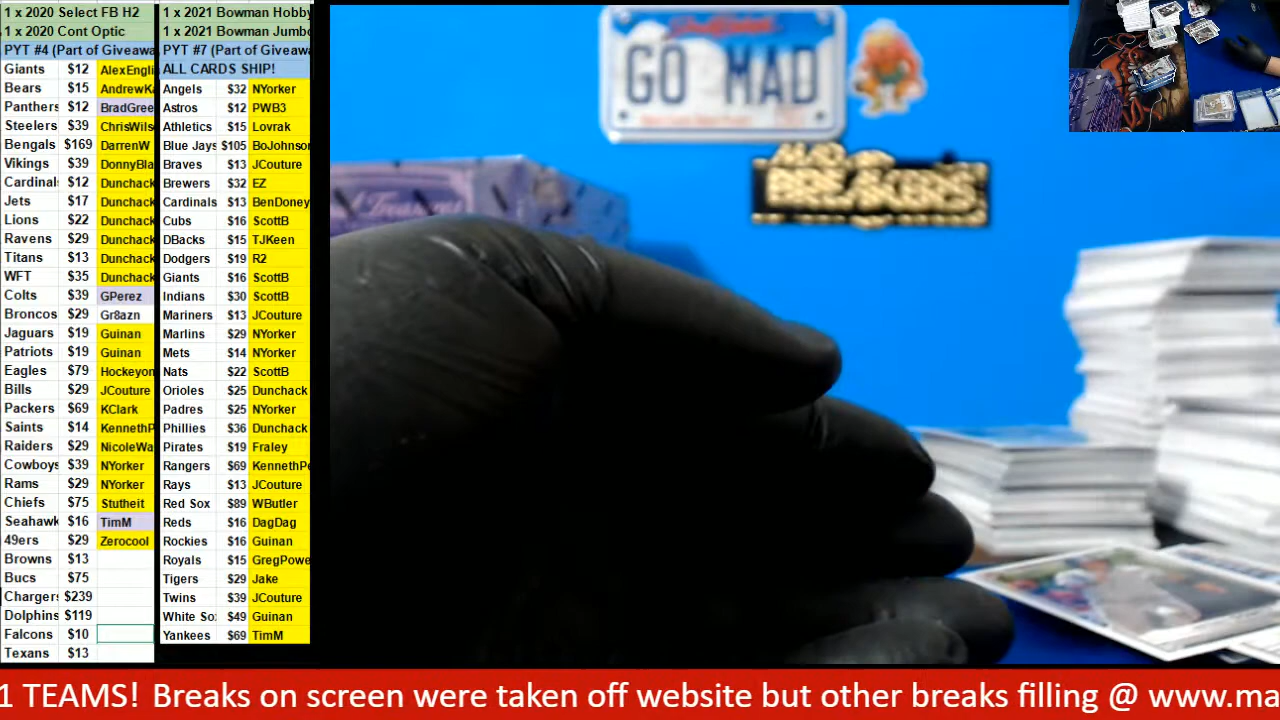 1 x 2020 Select FB H2
1 x 2020 Cont Optic
PYT #4 (Part of Giveawa
Giants $12 AlexEngli
Bears $15 AndrewKa
Panthers $12 BradGree
Steelers $39 ChrisWils
Bengals $169 DarrenW
Vikings $39 DonnyBla
Cardinal $12 Dunchack
Jets $17 Dunchack
Lions $22 Dunchack
Ravens $29 Dunchack
Titans $13 Dunchack
WFT $35 Dunchack
Colts $39 GPerez
Broncos $29 Gr8azn
Jaguars $19 Guinan
Patriots $19 Guinan
Eagles $79 Hockeyon
Bills $29 JCouture
Packers $69 KClark
Saints $14 KennethP
Raiders $29 NicoleWa
Cowboys $39 NYorker
Rams $29 NYorker
Chiefs $75 Stutheit
Seahawk $16 TimM
49ers $29 Zerocool
Browns $13
Bucs $75
Chargers $239
Dolphins $119
Falcons $10
Texans $13
1 x 2021 Bowman Hobby
1 x 2021 Bowman Jumbo
PYT #7 (Part of Giveawa
ALL CARDS SHIP!
Angels $32 NYorker
Astros $12 PWB3
Athletics $15 Lovrak
Blue Jays $105 BoJohnson
Braves $13 JCouture
Brewers $32 EZ
Cardinals $13 BenDoney
Cubs $16 ScottB
DBacks $15 TJKeen
Dodgers $19 R2
Giants $16 ScottB
Indians $30 ScottB
Mariners $13 JCouture
Marlins $29 NYorker
Mets $14 NYorker
Nats $22 ScottB
Orioles $25 Dunchack
Padres $25 NYorker
Phillies $36 Dunchack
Pirates $19 Fraley
Rangers $69 KennethPe
Rays $13 JCouture
Red Sox $89 WButler
Reds $16 DagDag
Rockies $16 Guinan
Royals $15 GregPowe
Tigers $29 Jake
Twins $39 JCouture
White Sox $49 Guinan
Yankees $69 TimM
GO MAD
MAD
BREAKERS
Treasures
1 TEAMS! Breaks on screen were taken off website but other breaks filling @ www.ma